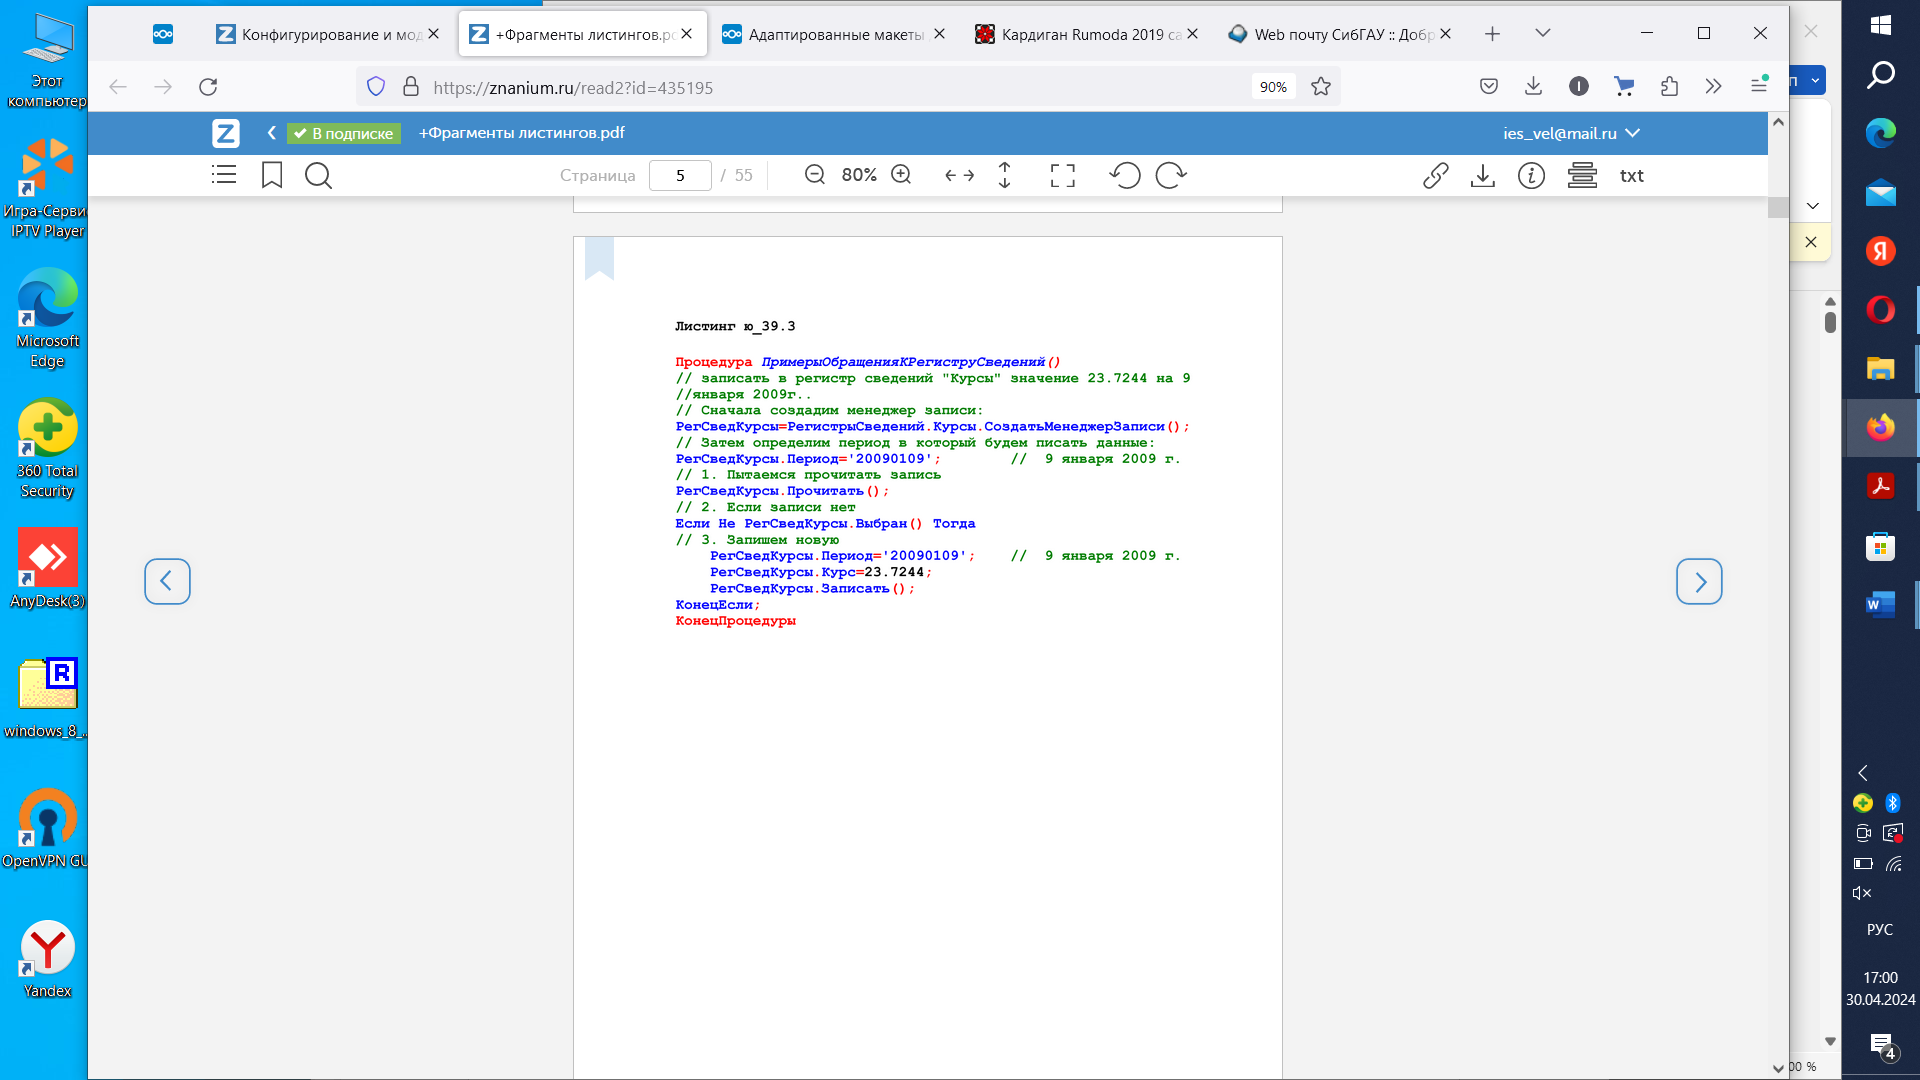 Этот
компьютер
Игра-Серви
IPTV Player
Microsoft
Edge
360 Total
Security
AnyDesk(3)
windows_8_..
OpenVPN GU
Yandex
Конфигурирование и мод
+Фрагменты листингов.pd
Адаптированные макеты
Кардиган Rumoda 2019 са
Web почту СибГАУ :: Добр
https://znanium.ru/read2?id=435195
90%
В подписке
+Фрагменты листингов.pdf
ies_vel@mail.ru
Страница
5
/ 55
80%
txt
Листинг ю_39.3
Процедура ПримерыОбращенияКРегиструСведений()
// записать в регистр сведений "Курсы" значение 23.7244 на 9
//января 2009г..
// Сначала создадим менеджер записи:
РегСведКурсы=РегистрыСведений.Курсы.СоздатьМенеджерЗаписи();
// Затем определим период в который будем писать данные:
РегСведКурсы.Период='20090109'; // 9 января 2009 г.
// 1. Пытаемся прочитать запись
РегСведКурсы.Прочитать();
// 2. Если записи нет
Если Не РегСведКурсы.Выбран() Тогда
// 3. Запишем новую
РегСведКурсы.Период='20090109'; // 9 января 2009 г.
РегСведКурсы.Курс=23.7244;
РегСведКурсы.Записать();
КонецЕсли;
КонецПроцедуры
РУС
17:00
30.04.2024
4
00 %